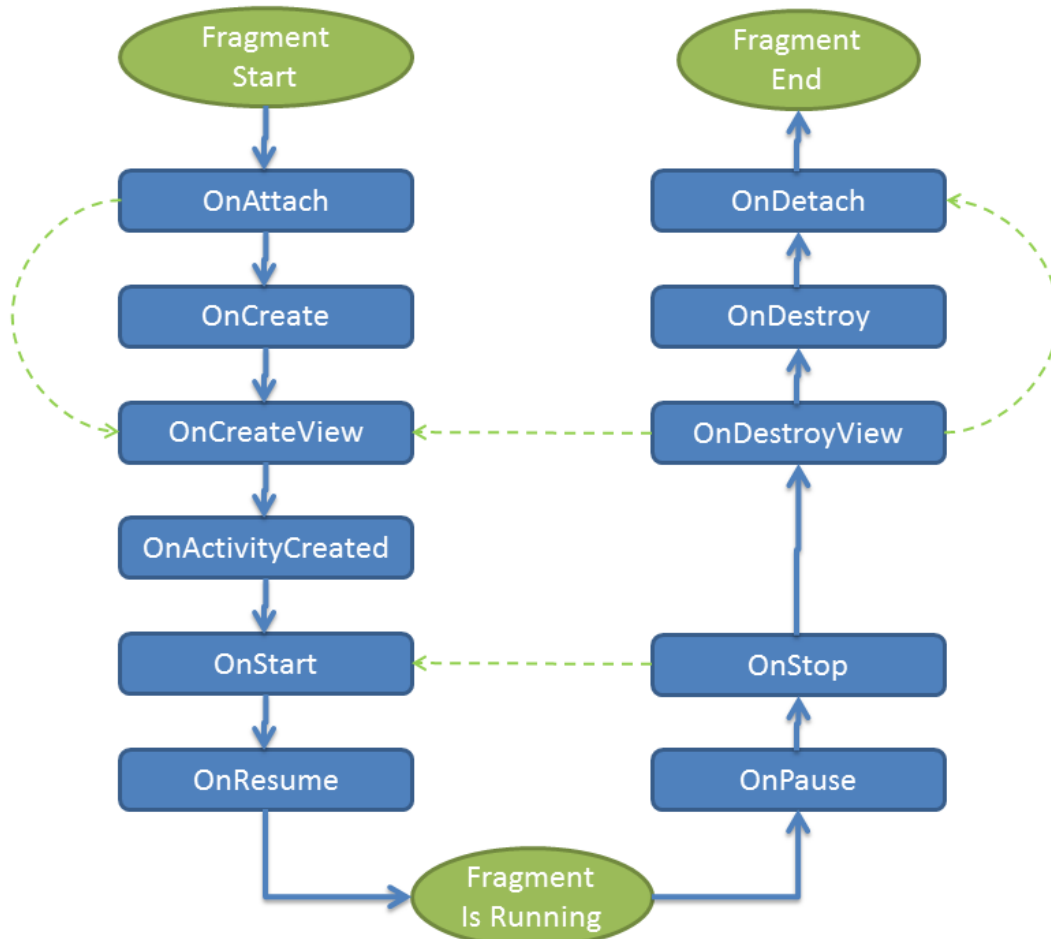 Fragment
Start
OnAttach
OnCreate
OnCreateView
OnActivityCreated
OnStart
OnResume
Fragment
Is Running
OnPause
OnStop
OnDestroyView
OnDestroy
OnDetach
Fragment
End